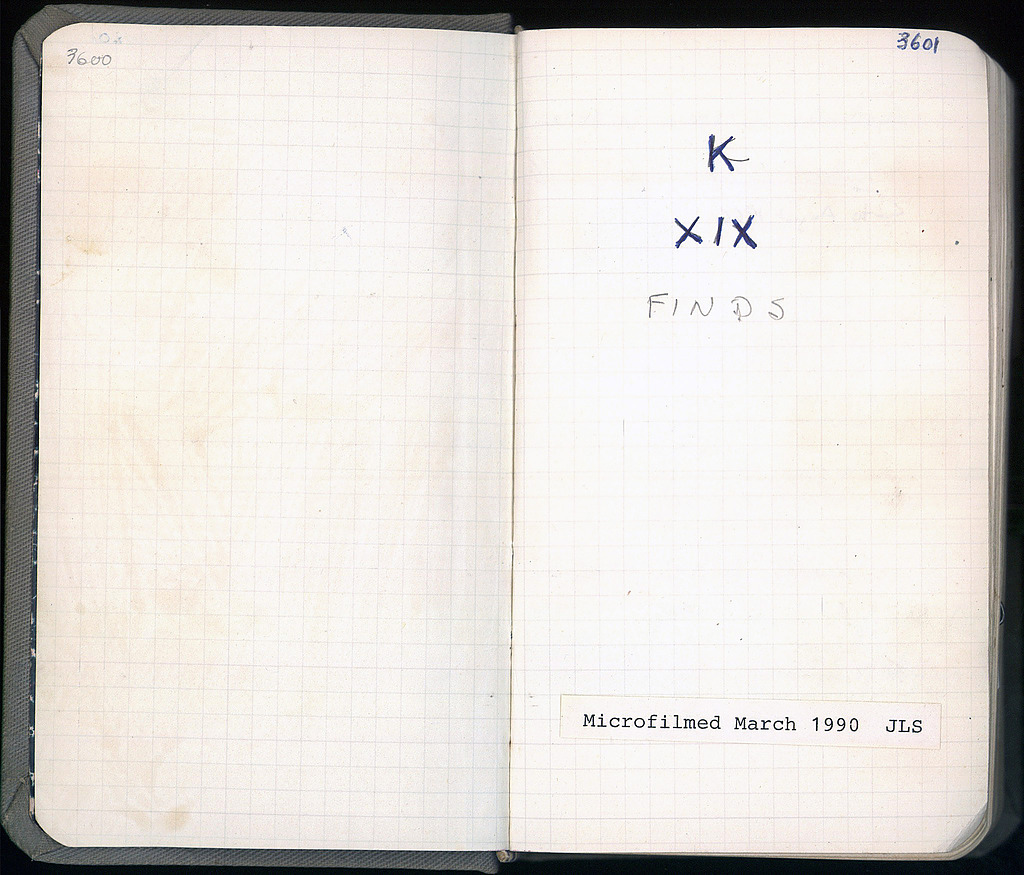 3600
3601
K
XIX
FINDS
Microfilmed March 1990 JLS